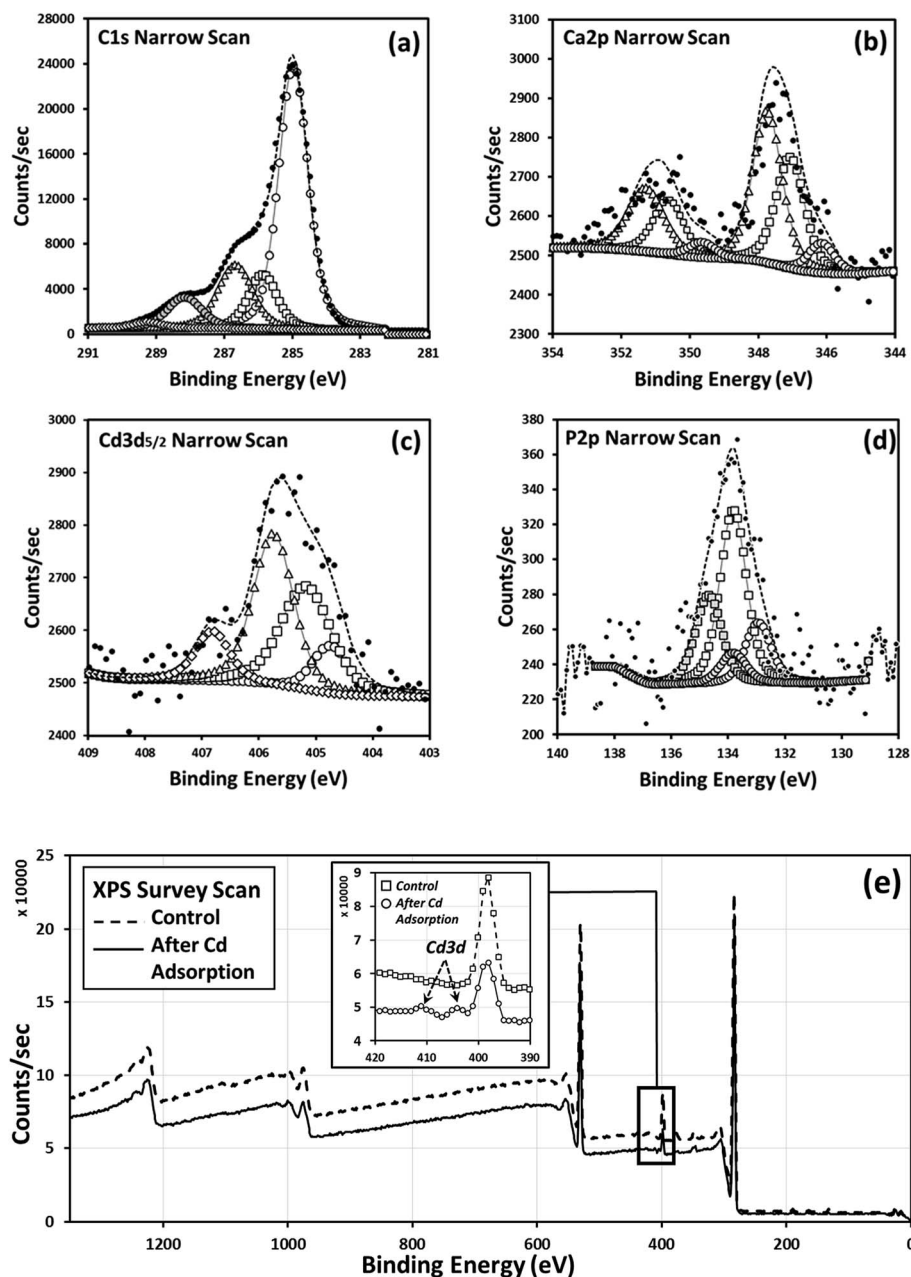 C1s Narrow Scan
(a)
28000
24000
20000
16000
12000
8000
4000
0
Counts/sec
291
289
287
285
283
281
Binding Energy (eV)
Ca2p Narrow Scan
(b)
3100
3000
2900
2800
2700
2600
2500
2400
2300
Counts/sec
354
352
350
348
346
344
Binding Energy (eV)
Cd3d5/2 Narrow Scan
(c)
3000
2900
2800
2700
2600
2500
2400
Counts/sec
409
408
407
406
405
404
403
Binding Energy (eV)
P2p Narrow Scan
(d)
380
360
340
320
300
280
260
240
220
200
Counts/sec
140
138
136
134
132
130
128
Binding Energy (eV)
(e)
x 10000
25
20
15
10
5
0
Counts/sec
XPS Survey Scan
Control
After Cd
Adsorption
x 10000
9
8
7
6
5
4
Control
After Cd
Adsorption
Cd3d
420
410
400
390
1200
1000
800
600
400
200
0
Binding Energy (eV)